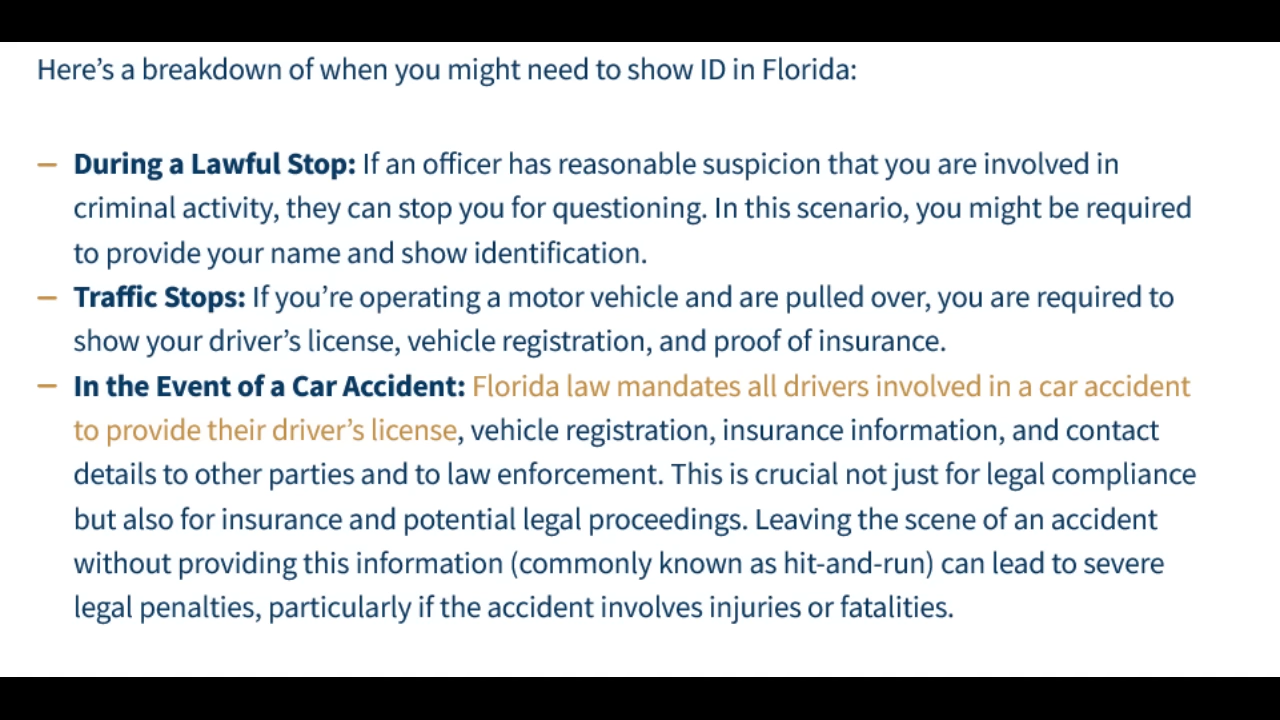 Here’s a breakdown of when you might need to show ID in Florida:
— During a Lawful Stop: If an officer has reasonable suspicion that you are involved in
criminal activity, they can stop you for questioning. In this scenario, you might be required
to provide your name and show identification.
— Traffic Stops: If you’re operating a motor vehicle and are pulled over, you are required to
show your driver’s license, vehicle registration, and proof of insurance.
— In the Event of a Car Accident: Florida law mandates all drivers involved in a car accident
to provide their driver’s license, vehicle registration, insurance information, and contact
details to other parties and to law enforcement. This is crucial not just for legal compliance
but also for insurance and potential legal proceedings. Leaving the scene of an accident
without providing this information (commonly known as hit-and-run) can lead to severe
legal penalties, particularly if the accident involves injuries or fatalities.